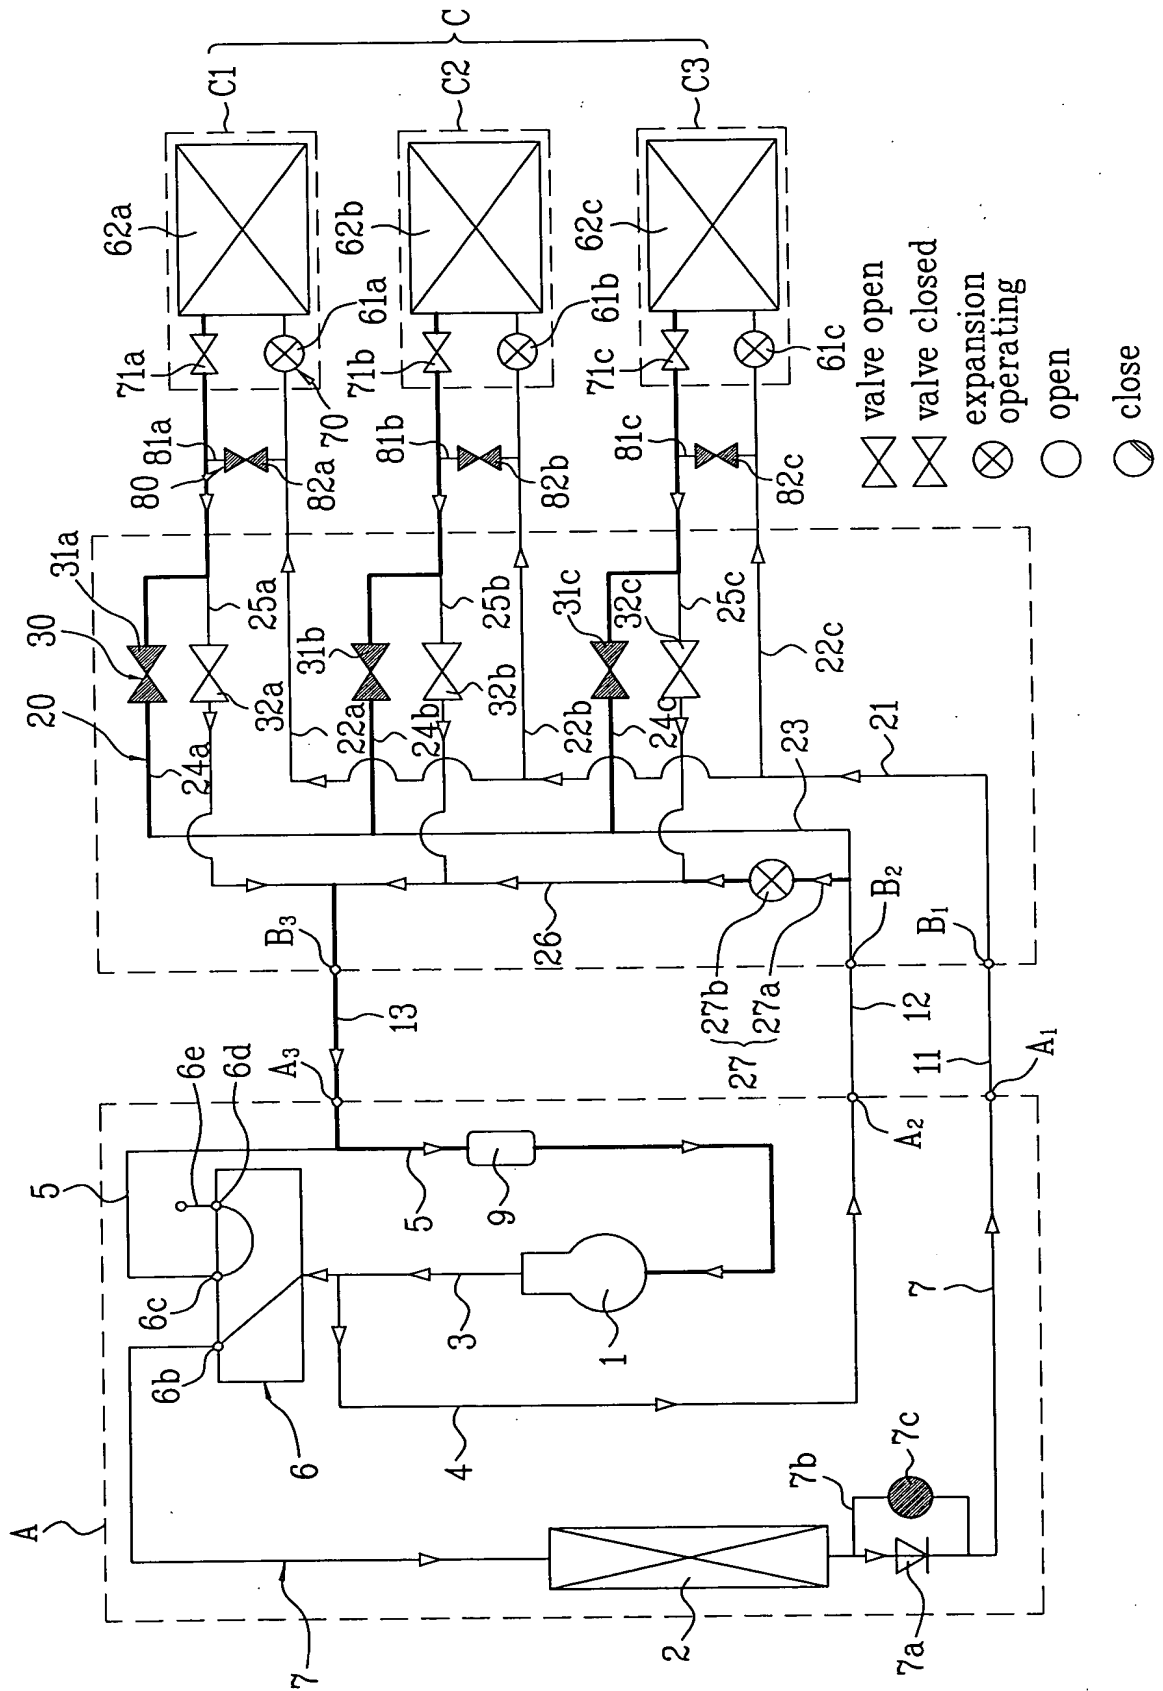 A
7
5
6b
6c
6d
6e
6
4
3
1
5
9
2
7b
7c
7a
7
A3
A2
A1
13
12
11
B3
B2
B1
27
27b
27a
26
23
21
20
30
31a
24a
32a
25a
22a
31b
24b
32b
25b
22b
31c
24c
32c
25c
22c
80
81a
82a
70
71a
61a
62a
C1
81b
82b
71b
61b
62b
C2
C
81c
82c
71c
61c
62c
C3
valve open
valve closed
expansion
operating
open
close